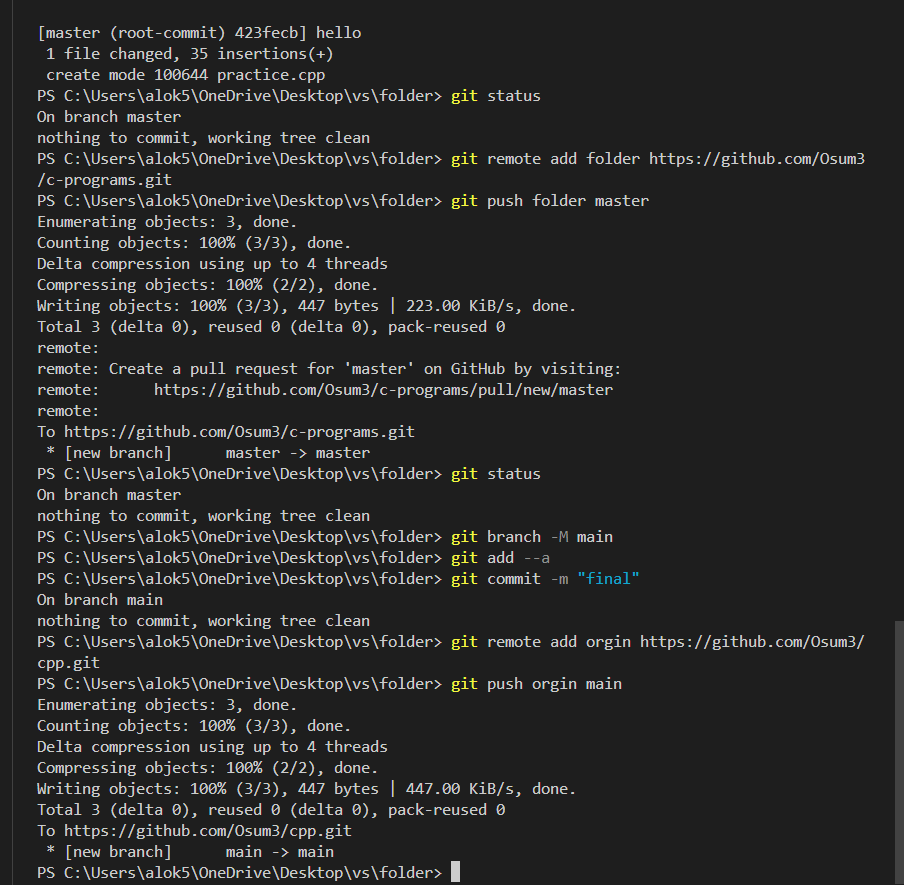 [master (root-commit) 423fecb] hello
 1 file changed, 35 insertions(+)
 create mode 100644 practice.cpp
PS C:\Users\alok5\OneDrive\Desktop\vs\folder> git status
On branch master
nothing to commit, working tree clean
PS C:\Users\alok5\OneDrive\Desktop\vs\folder> git remote add folder https://github.com/Osum3
/c-programs.git
PS C:\Users\alok5\OneDrive\Desktop\vs\folder> git push folder master
Enumerating objects: 3, done.
Counting objects: 100% (3/3), done.
Delta compression using up to 4 threads
Compressing objects: 100% (2/2), done.
Writing objects: 100% (3/3), 447 bytes | 223.00 KiB/s, done.
Total 3 (delta 0), reused 0 (delta 0), pack-reused 0
remote:
remote: Create a pull request for 'master' on GitHub by visiting:
remote:      https://github.com/Osum3/c-programs/pull/new/master
remote:
To https://github.com/Osum3/c-programs.git
 * [new branch]      master -> master
PS C:\Users\alok5\OneDrive\Desktop\vs\folder> git status
On branch master
nothing to commit, working tree clean
PS C:\Users\alok5\OneDrive\Desktop\vs\folder> git branch -M main
PS C:\Users\alok5\OneDrive\Desktop\vs\folder> git add --a
PS C:\Users\alok5\OneDrive\Desktop\vs\folder> git commit -m "final"
On branch main
nothing to commit, working tree clean
PS C:\Users\alok5\OneDrive\Desktop\vs\folder> git remote add orgin https://github.com/Osum3/
cpp.git
PS C:\Users\alok5\OneDrive\Desktop\vs\folder> git push orgin main
Enumerating objects: 3, done.
Counting objects: 100% (3/3), done.
Delta compression using up to 4 threads
Compressing objects: 100% (2/2), done.
Writing objects: 100% (3/3), 447 bytes | 447.00 KiB/s, done.
Total 3 (delta 0), reused 0 (delta 0), pack-reused 0
To https://github.com/Osum3/cpp.git
 * [new branch]      main -> main
PS C:\Users\alok5\OneDrive\Desktop\vs\folder>